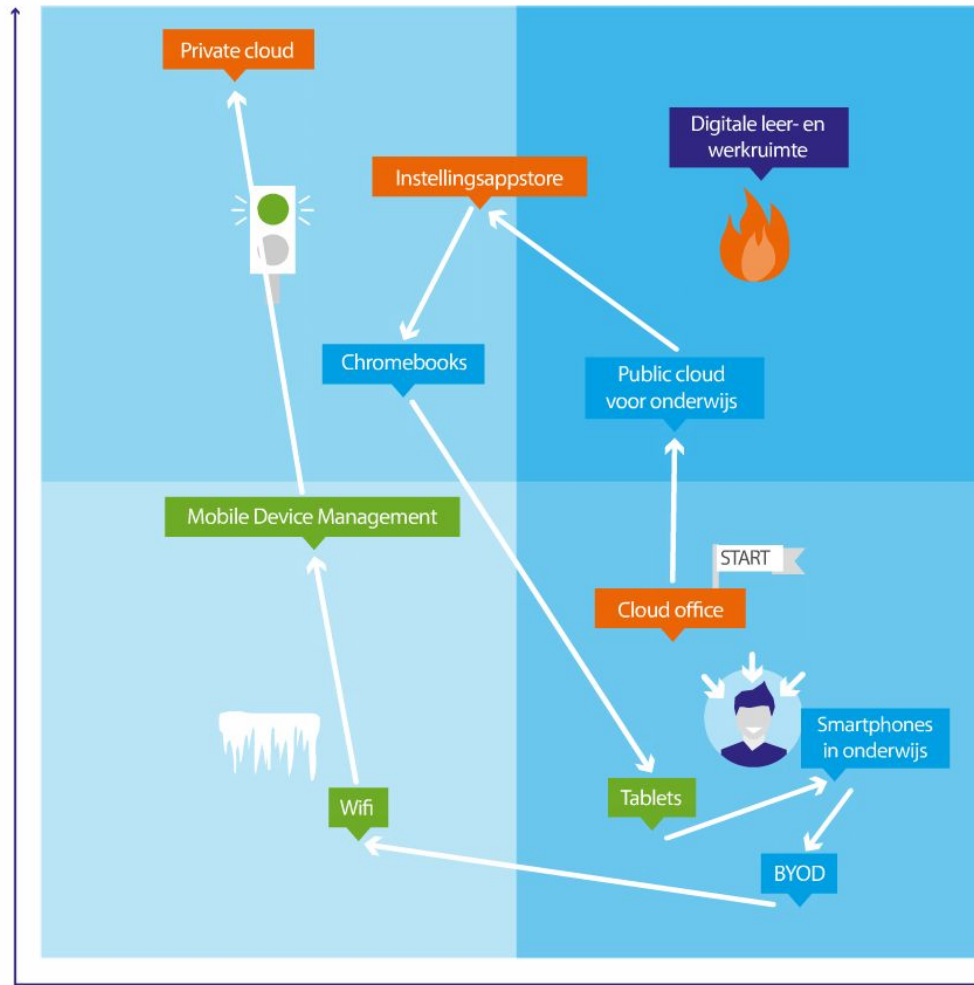 Private cloud
Digitale leer- en
werkruimte
Instellingsappstore
Chromebooks
Public cloud
voor onderwijs
Mobile Device Management
START
Cloud office
Smartphones
in onderwijs
Wifi
Tablets
BYOD